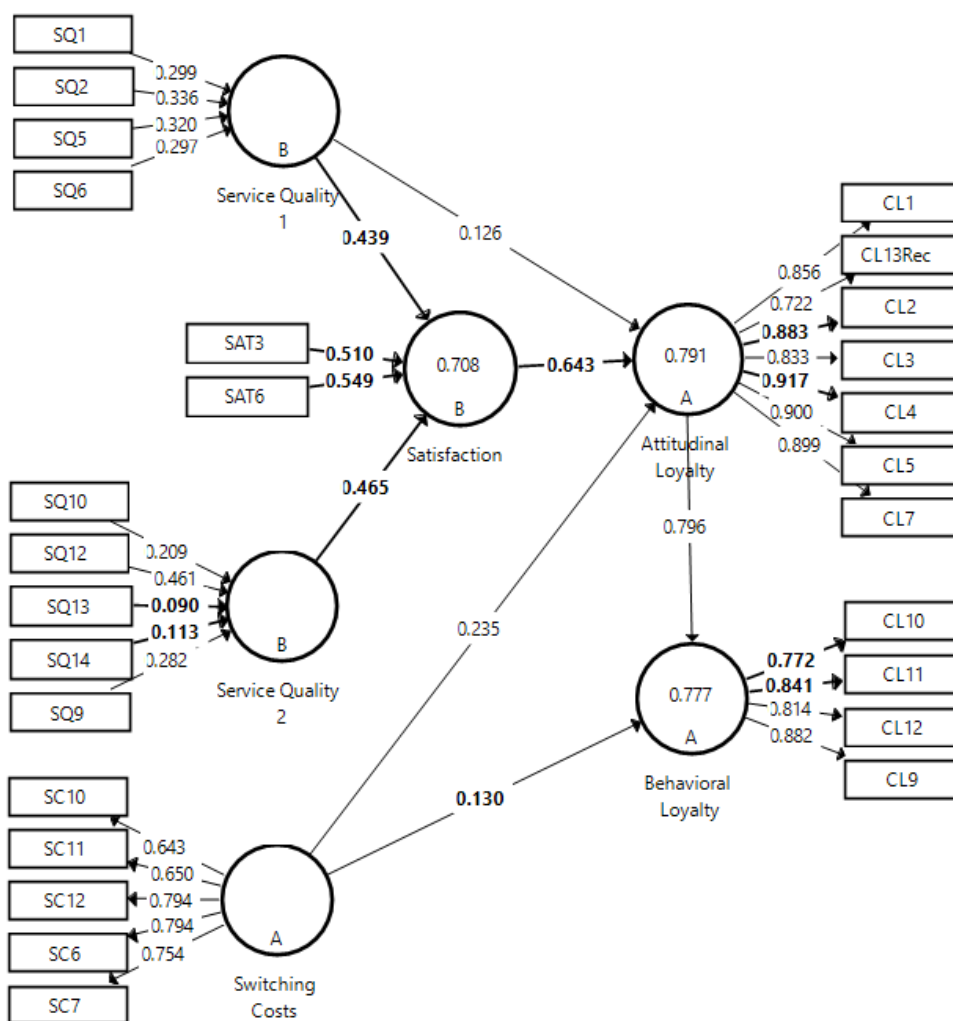 SQ1
SQ2
SQ5
SQ6
0.299
0.336
0.320
0.297
B
Service Quality
1
0.439
0.126
SAT3
SAT6
0.510
0.549
0.708
B
Satisfaction
0.643
0.791
A
Attitudinal
Loyalty
CL1
CL13Rec
CL2
CL3
CL4
CL5
CL7
0.856
0.722
0.883
0.833
0.917
0.900
0.899
0.465
0.796
SQ10
SQ12
SQ13
SQ14
SQ9
0.209
0.461
0.090
0.113
0.282
B
Service Quality
2
0.235
0.130
0.777
A
Behavioral
Loyalty
0.772
0.841
0.814
0.882
CL10
CL11
CL12
CL9
SC10
SC11
SC12
SC6
SC7
0.643
0.650
0.794
0.794
0.754
A
Switching
Costs